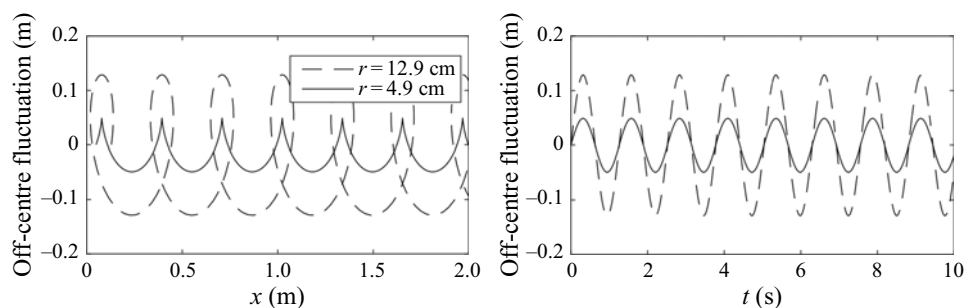 Off-centre fluctuation (m)
0.2
0.1
0
–0.1
–0.2
r = 12.9 cm
r = 4.9 cm
0 0.5 1.0 1.5 2.0
x (m)
Off-centre fluctuation (m)
0.2
0.1
0
–0.1
–0.2
0 2 4 6 8 10
t (s)